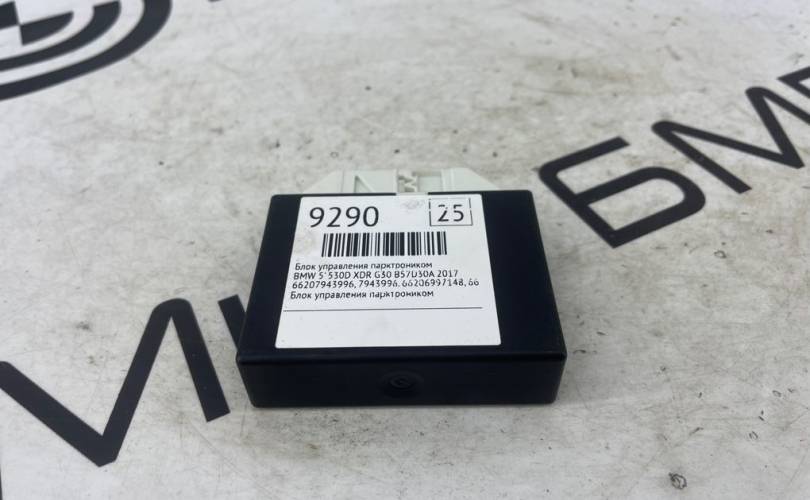 9290 25
Блок управления парктроником
BMW 5' 530D XDR G30 B57D30A 2017
66207943996, 7943996, 66206997148, 66
Блок управления парктроником
БМВ